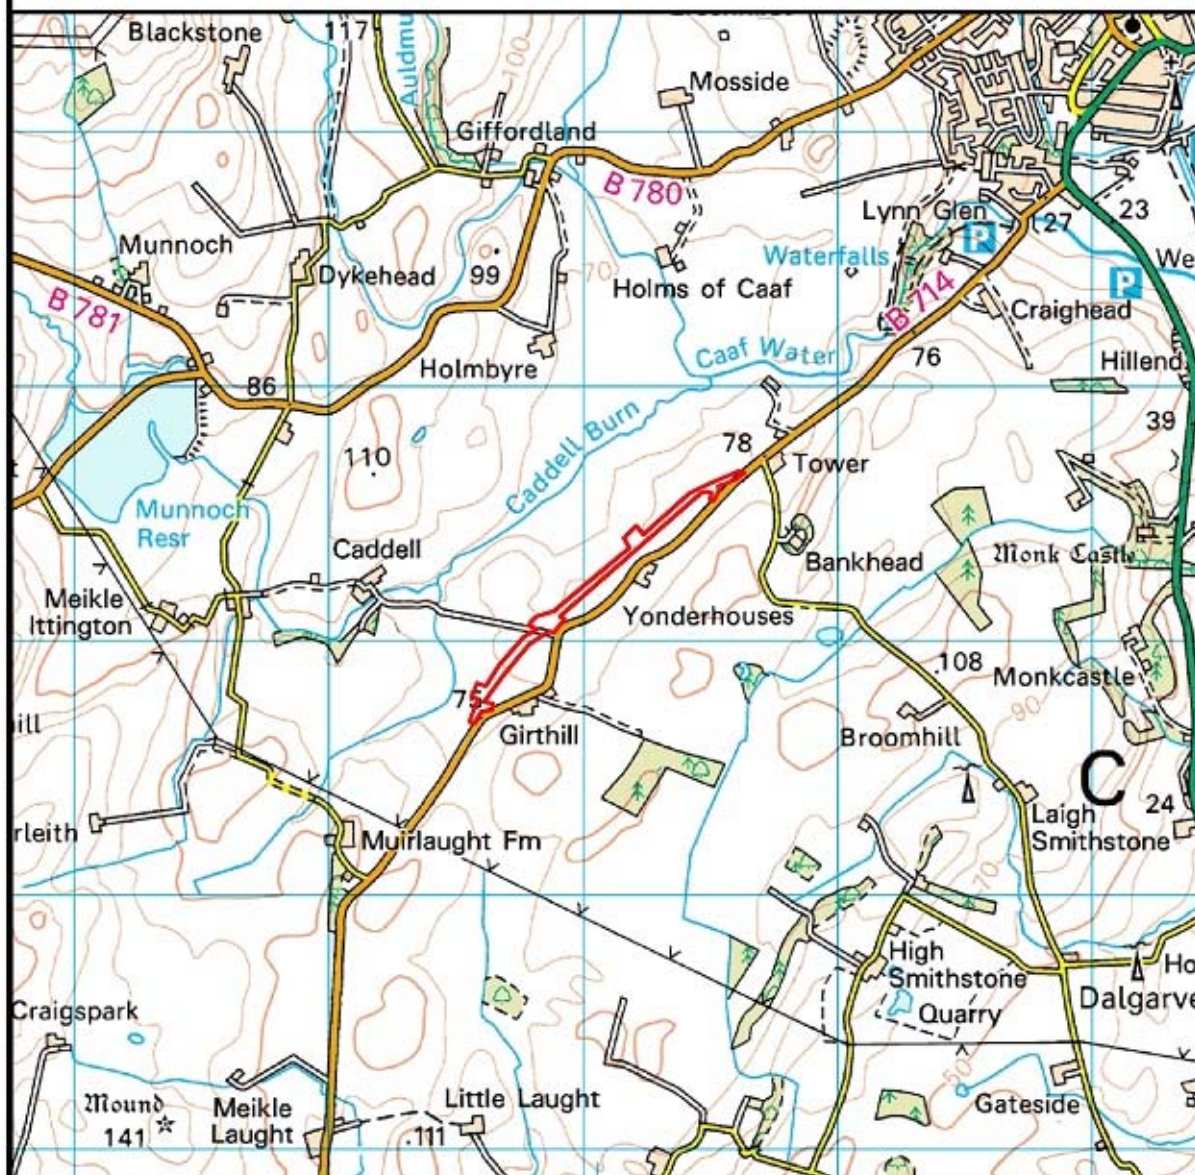 Blackstone
117
Auldmu
100
Mosside
Giffordland
B 780
Lynn Glen
P
27
23
Munnoch
Waterfalls
We
Dykehead
99
70
P
B 781
Holms of Caaf
B 714
Craighead
Caaf Water
76
Hillend
Holmbyre
86
39
Caddell Burn
78
Tower
110
Munnoch
Resr
Caddell
Bankhead
Monk Castle
Meikle
Ittington
Yonderhouses
108
Monkcastle
75
90
ill
Girthill
Broomhill
C
24
rleith
Muirlaught Fm
Laigh
Smithstone
70
High
Smithstone
Ho
Dalgarve
Craigspark
Quarry
50
Mound
141
Meikle
Laught
.111
Little Laught
Gateside